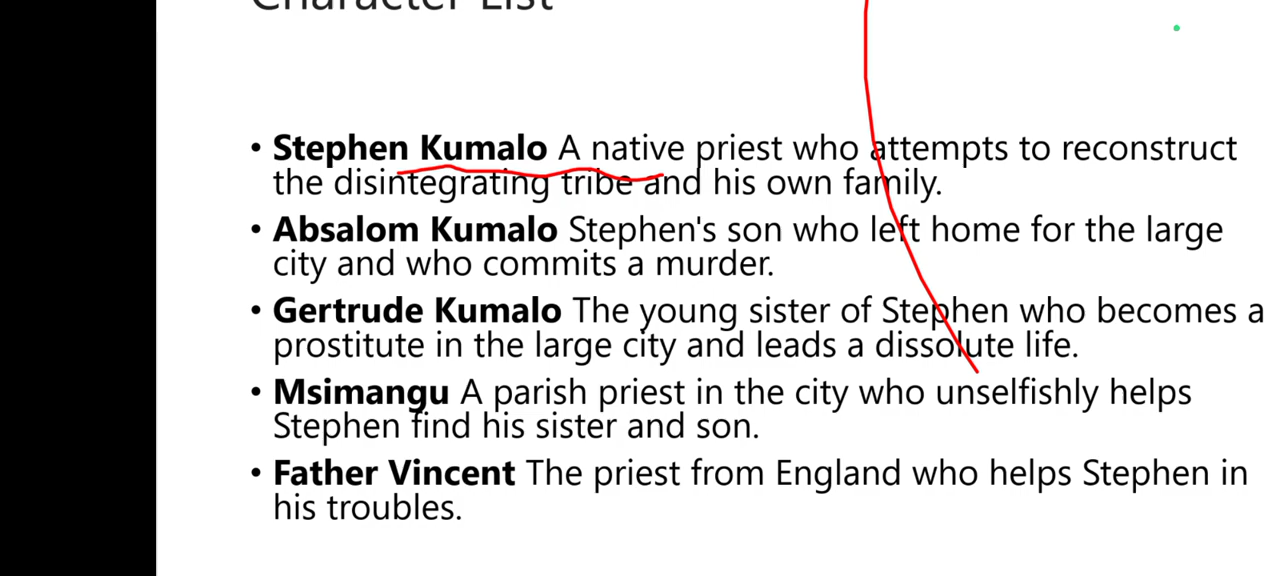 Character List
• Stephen Kumalo A native priest who attempts to reconstruct
the disintegrating tribe and his own family.
• Absalom Kumalo Stephen's son who left home for the large
city and who commits a murder.
• Gertrude Kumalo The young sister of Stephen who becomes a
prostitute in the large city and leads a dissolute life.
• Msimangu A parish priest in the city who unselfishly helps
Stephen find his sister and son.
• Father Vincent The priest from England who helps Stephen in
his troubles.